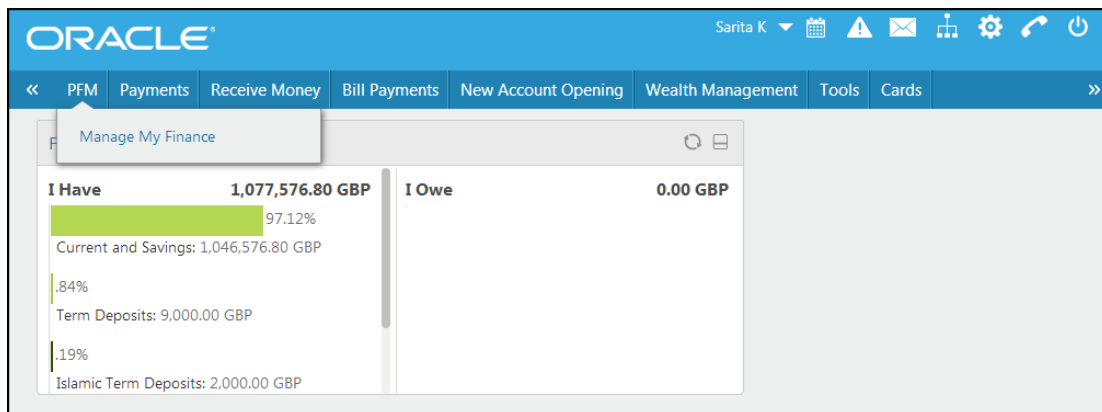 ORACLE®
Sarita K
« PFM Payments Receive Money Bill Payments New Account Opening Wealth Management Tools Cards »
Manage My Finance
I Have 1,077,576.80 GBP
97.12%
Current and Savings: 1,046,576.80 GBP
.84%
Term Deposits: 9,000.00 GBP
.19%
Islamic Term Deposits: 2,000.00 GBP
I Owe 0.00 GBP